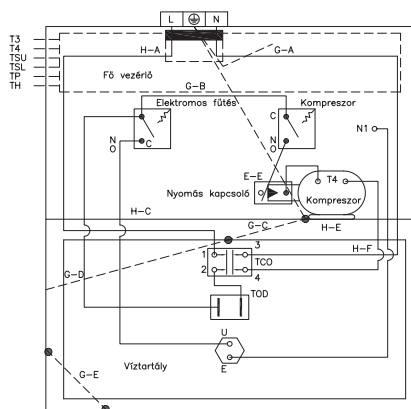 L N
T3
T4
TSU
TSL
TP
TH
H-A
G-A
Fő vezérlő
G-B
Elektromos fűtés
Kompreszor
C
N
O
C
C
N
O
N1
E-E
T4
Nyomás kapcsoló
Kompreszor
H-C
G-C
H-E
H-F
1
3
TCO
2
4
G-D
TOD
U
E
Víztartály
G-E